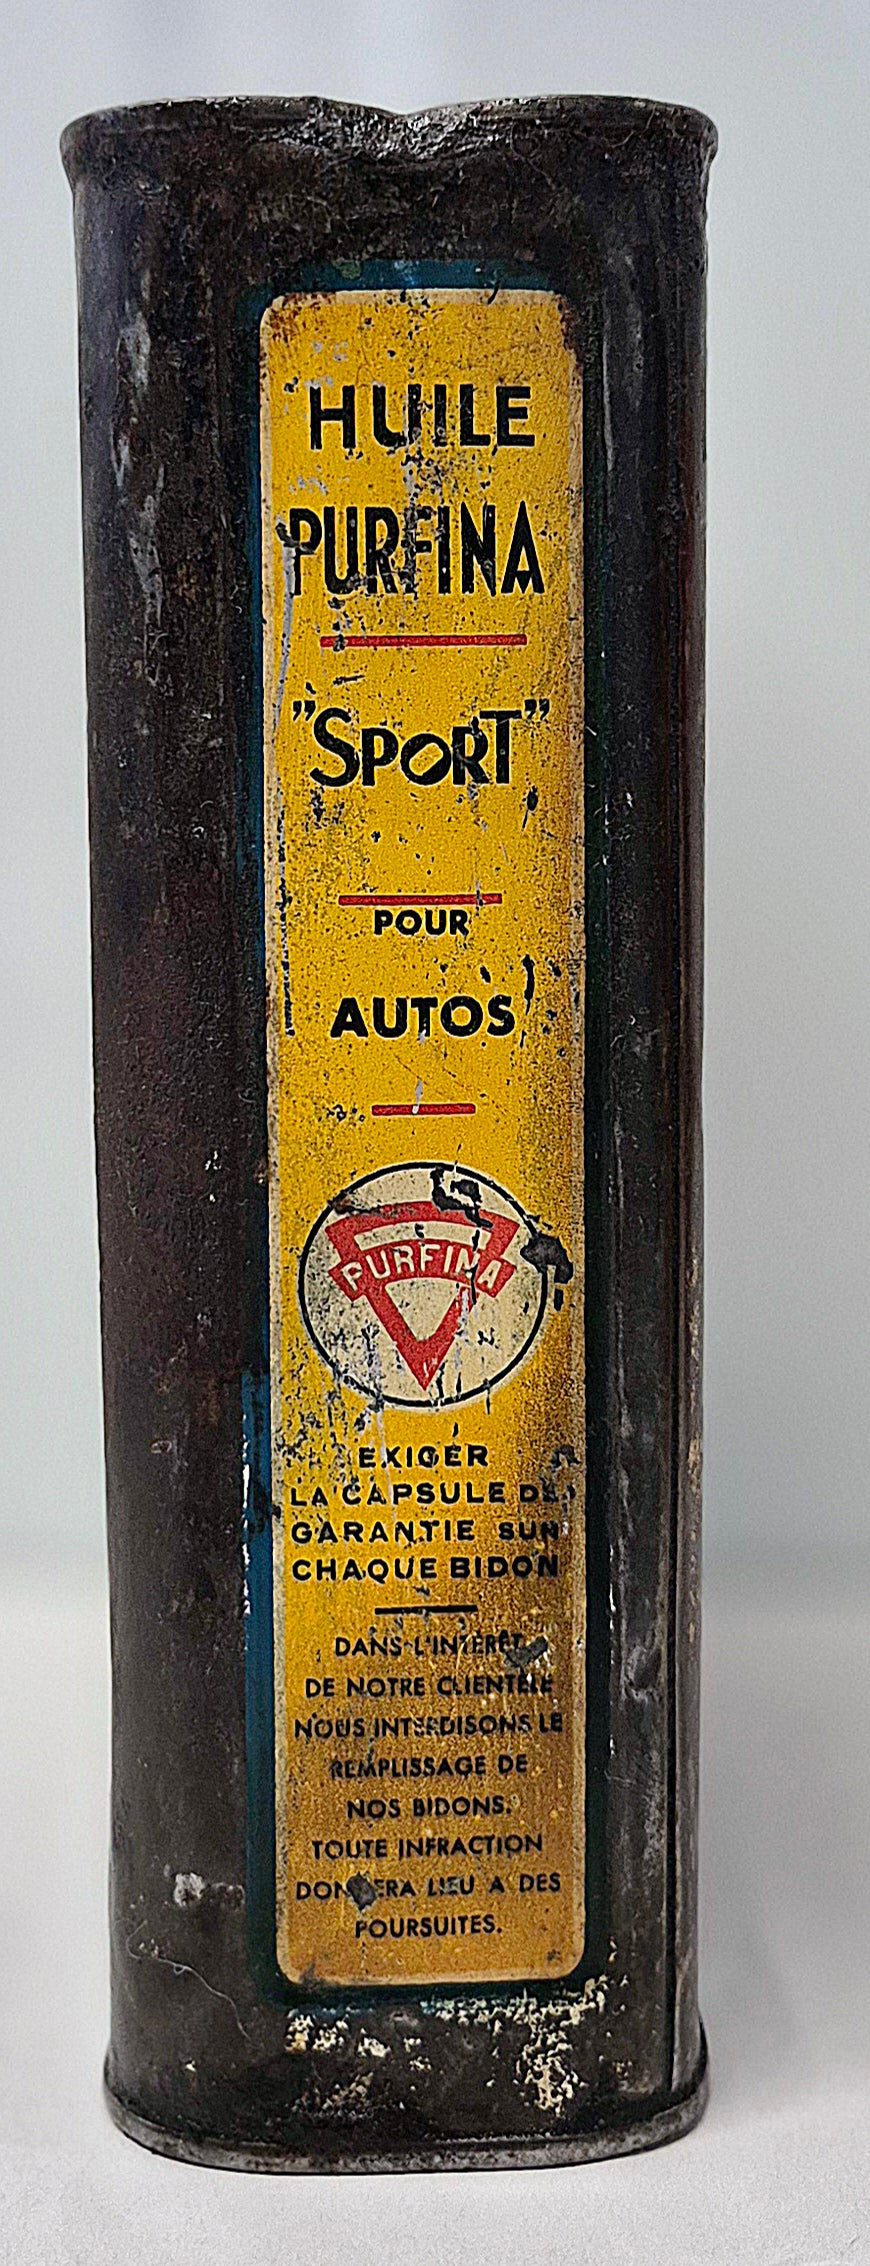 HUILE
PURFINA
"SPORT"
POUR
AUTOS
PURFINA
EXIGER
LA CAPSULE DE
GARANTIE SUR
CHAQUE BIDON
DANS L'INTÉRÊT
DE NOTRE CLIENTÈLE
NOUS INTERDISONS LE
REMPLISSAGE DE
NOS BIDONS.
TOUTE INFRACTION
DONNERA LIEU A DES
POURSUITES.